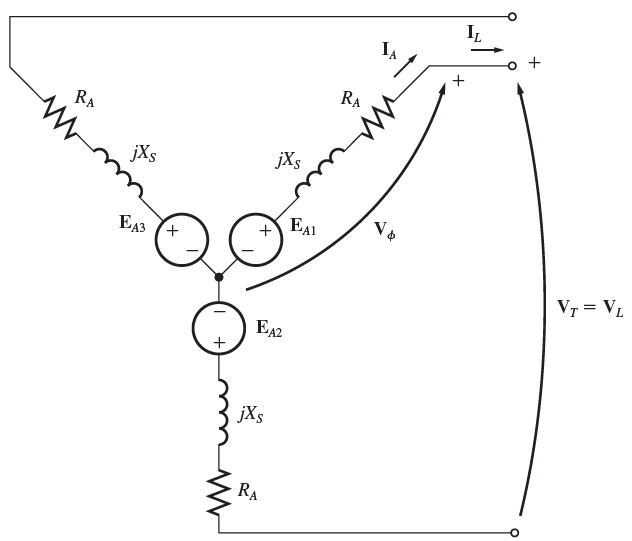 I_L
I_A
+
+
R_A
R_A
jX_S
jX_S
E_A3
+
−
+
−
E_A1
V_ϕ
−
+
E_A2
V_T = V_L
jX_S
R_A